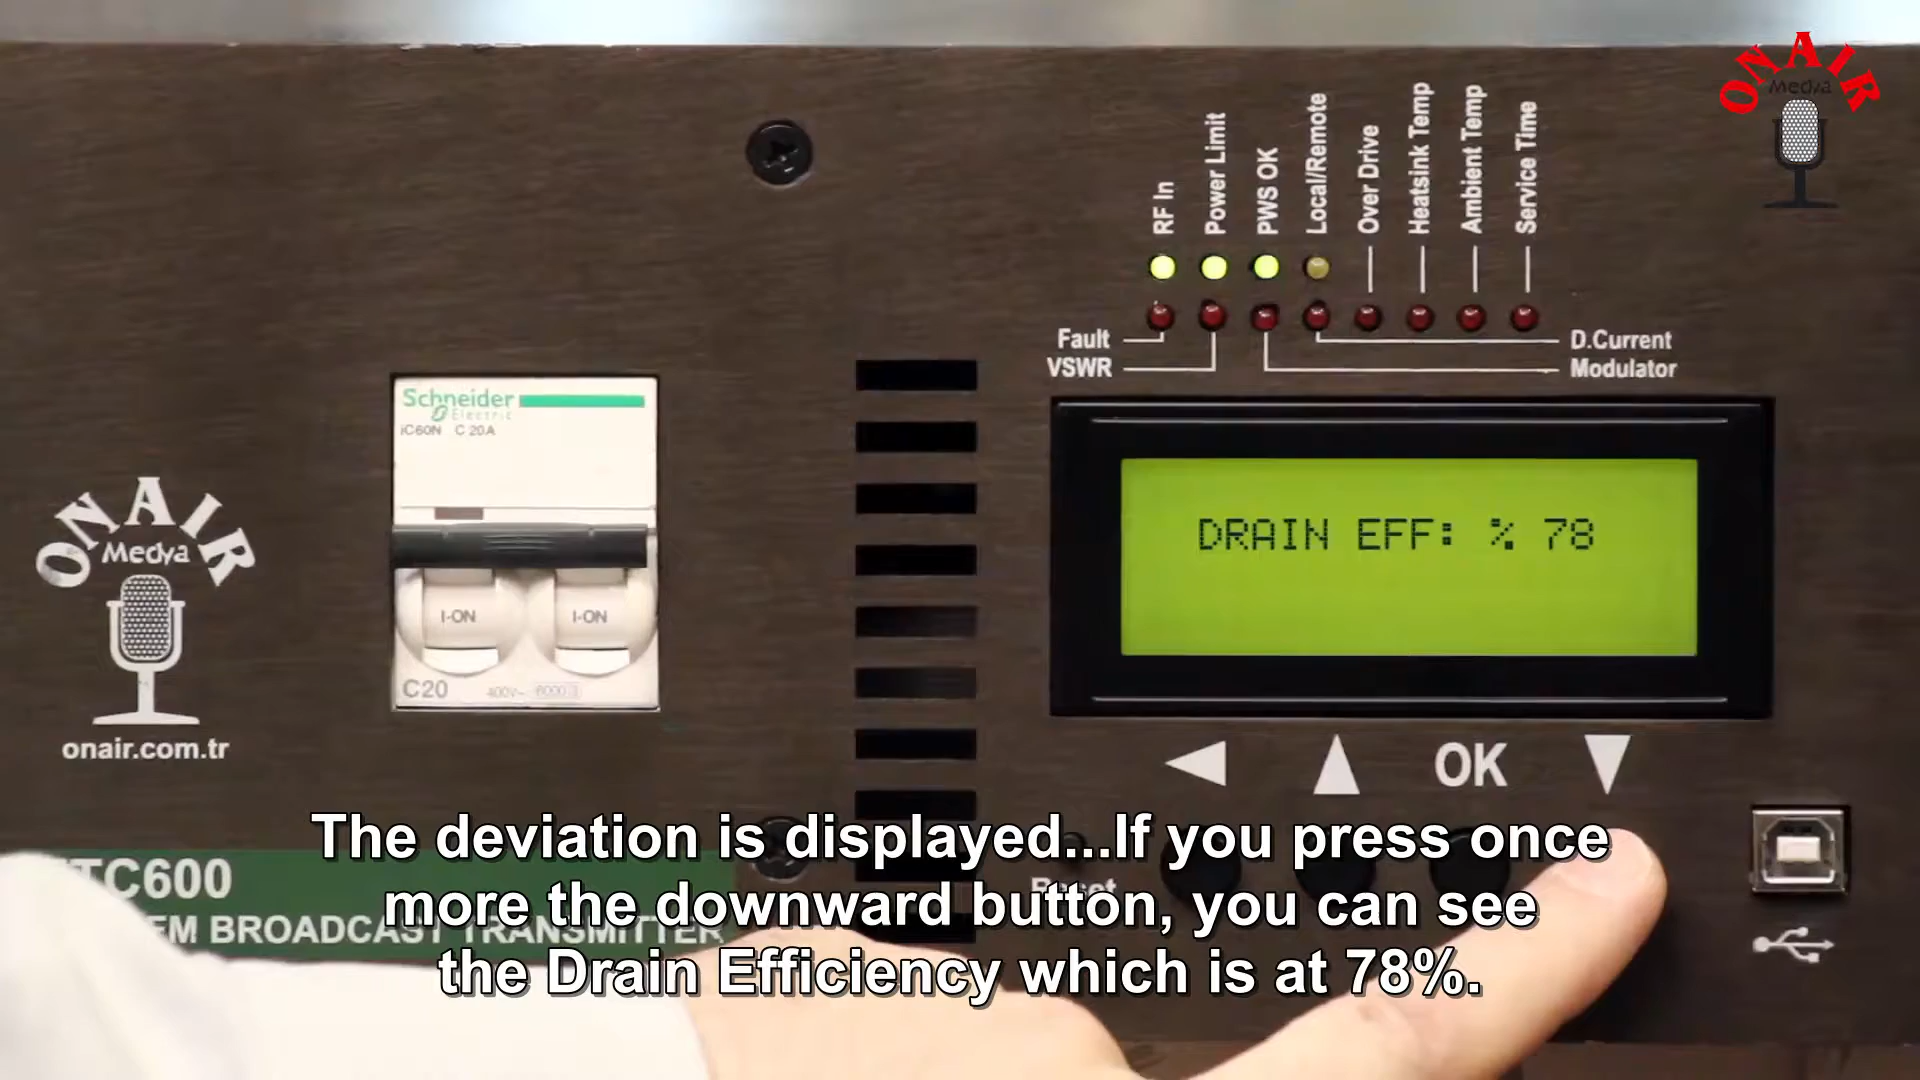 ONAIR
Medya
RF In
Power Limit
PWS OK
Local/Remote
Over Drive
Heatsink Temp
Ambient Temp
Service Time
Fault
VSWR
D.Current
Modulator
Schneider
Electric
iC60N C 20A
I-ON I-ON
C20 400V~ 6000 3
ONAIR
Medya
onair.com.tr
DRAIN EFF: % 78
OK
Reset
TC600
FM BROADCAST TRANSMITTER
The deviation is displayed...If you press once
more the downward button, you can see
the Drain Efficiency which is at 78%.